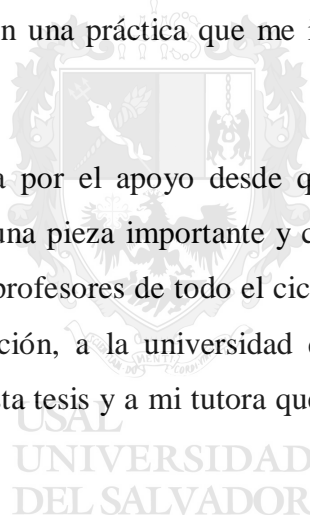 n una práctica que me
a por el apoyo desde q
una pieza importante y
profesores de todo el cic
ción, a la universidad
sta tesis y a mi tutora que
USAL
UNIVERSIDAD
DEL SALVADOR